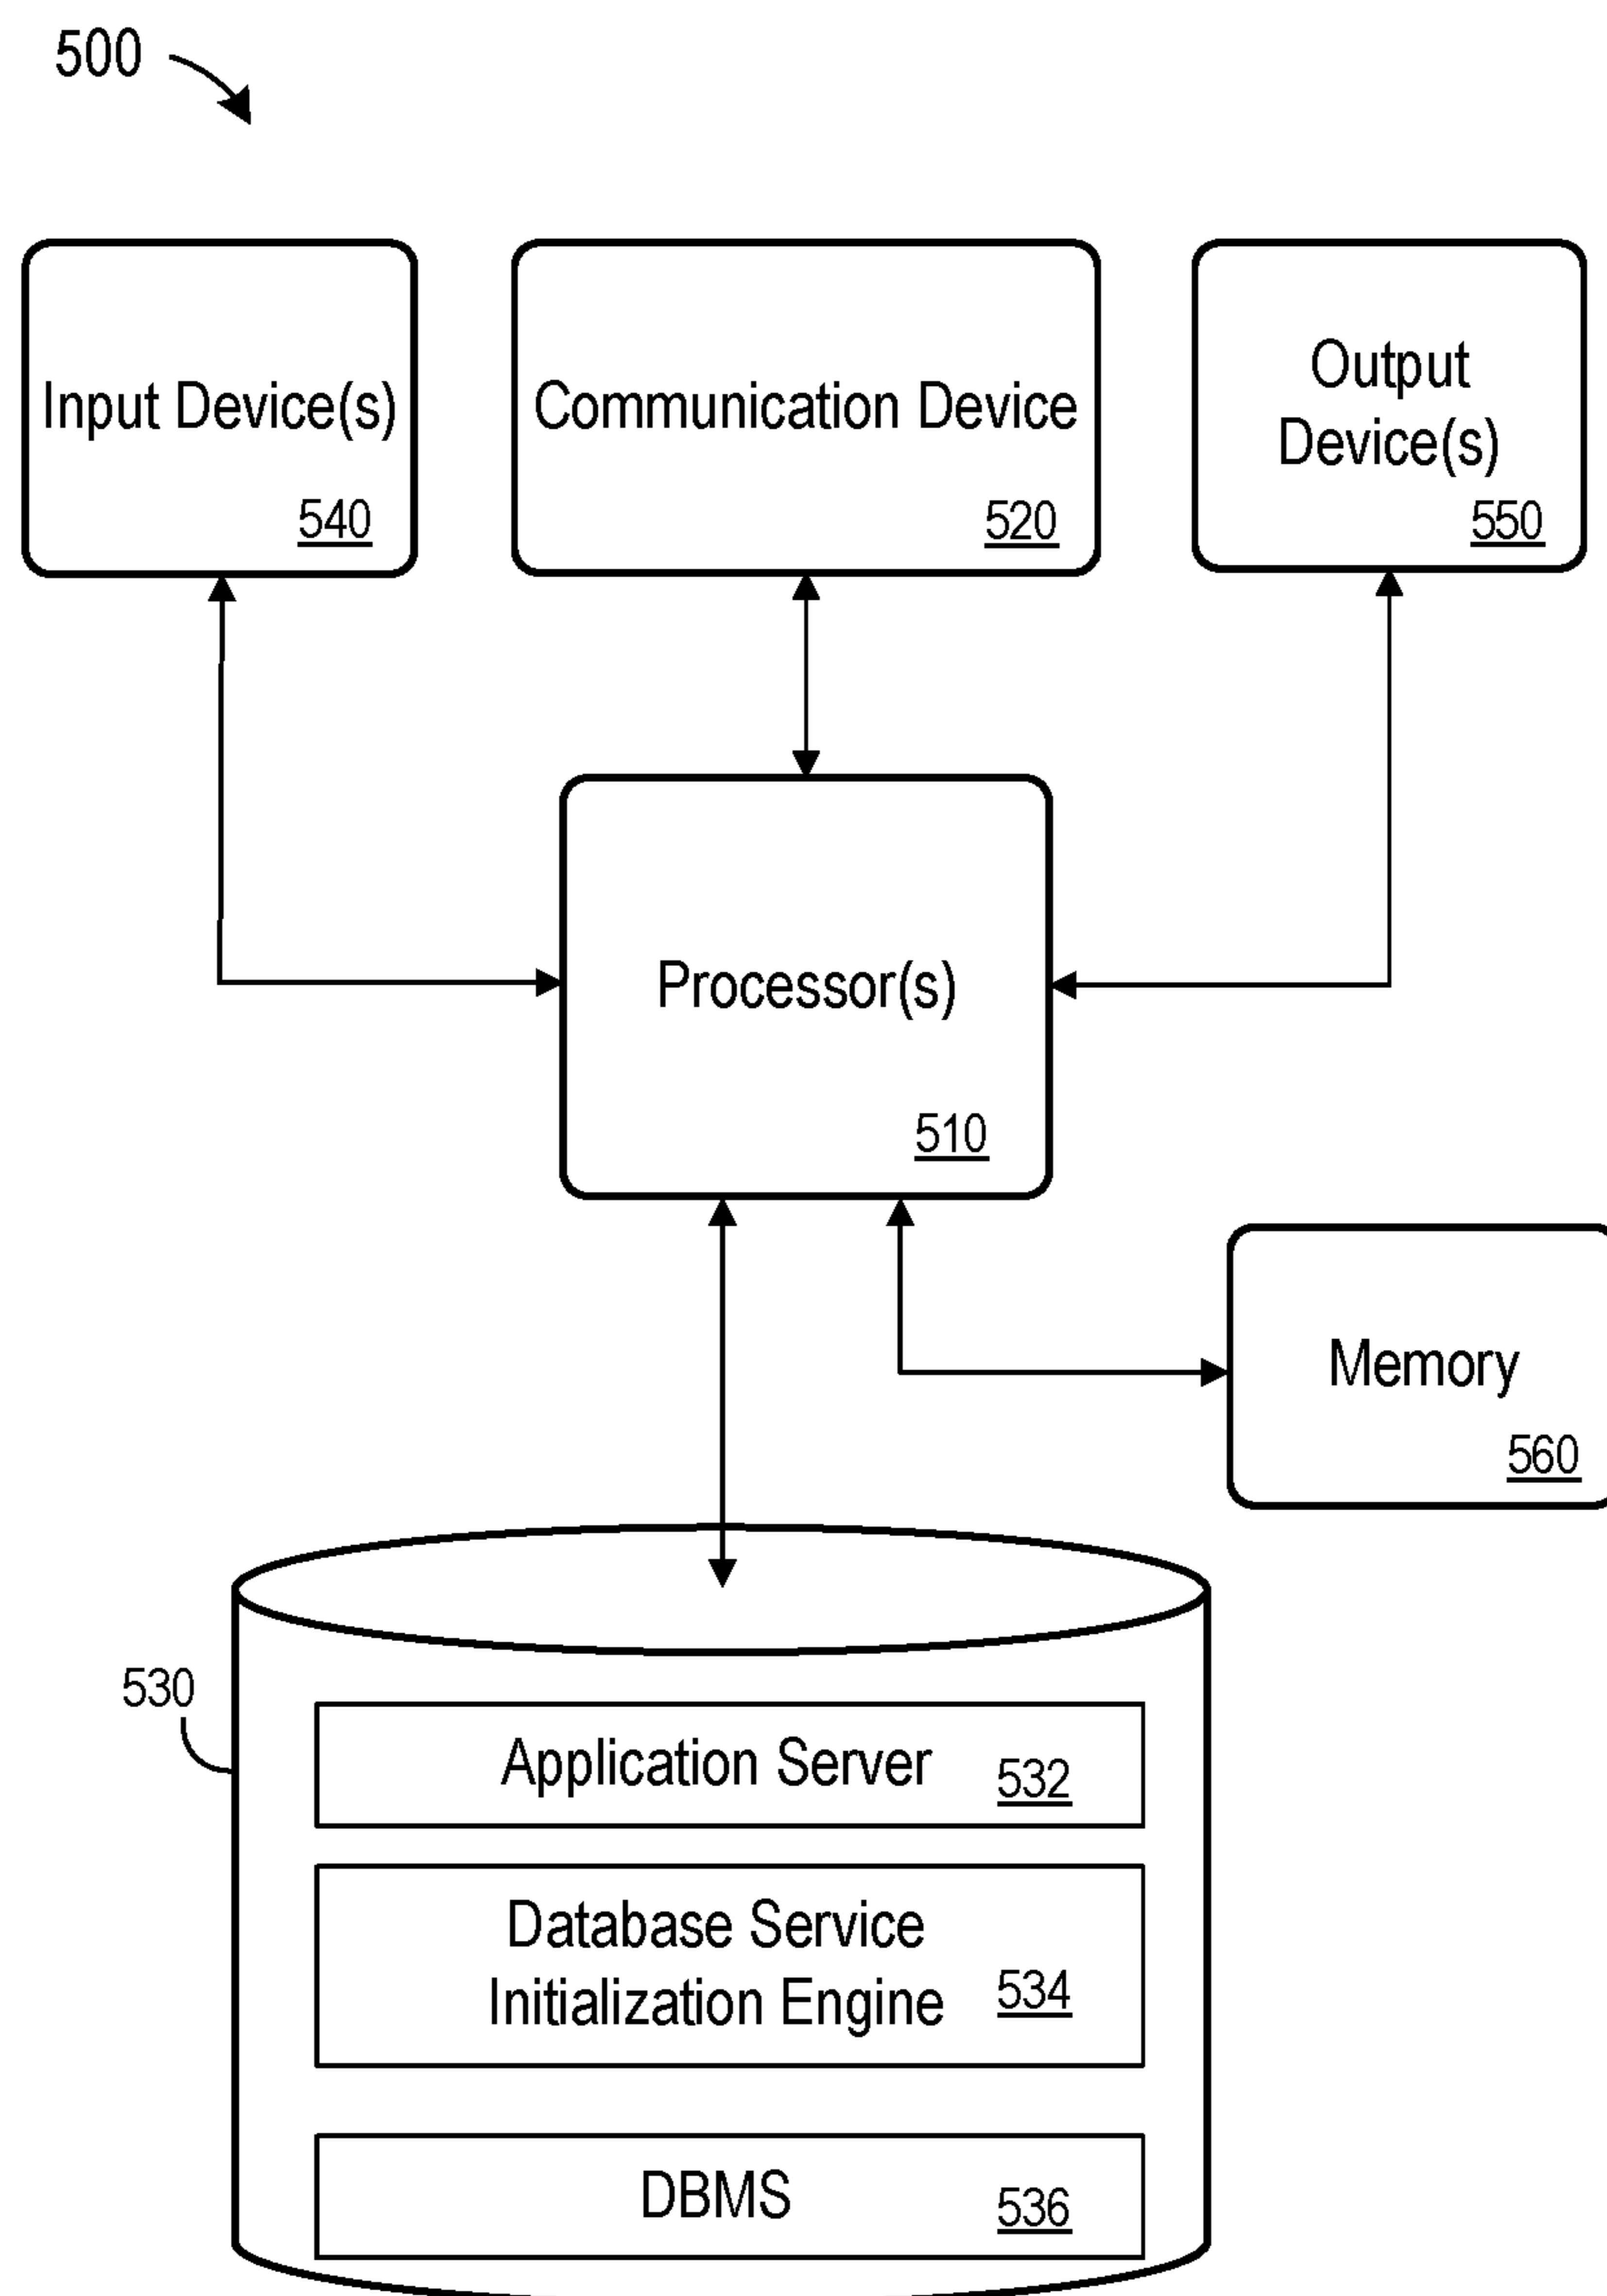 500
Input Device(s)
540
Communication Device
520
Output
Device(s)
550
Processor(s)
510
Memory
560
530
Application Server 532
Database Service
Initialization Engine 534
DBMS 536